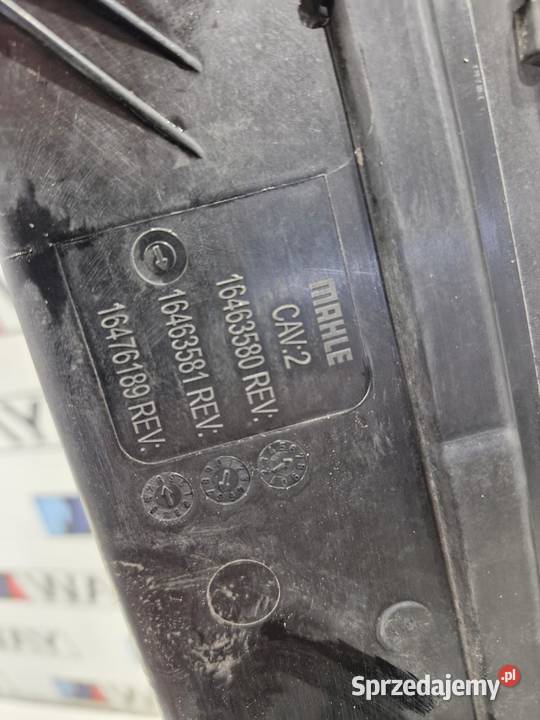 MAHLE
CAV:2
16463580 REV:
16463581 REV:
16476189 REV:
Sprzedajemy.pl